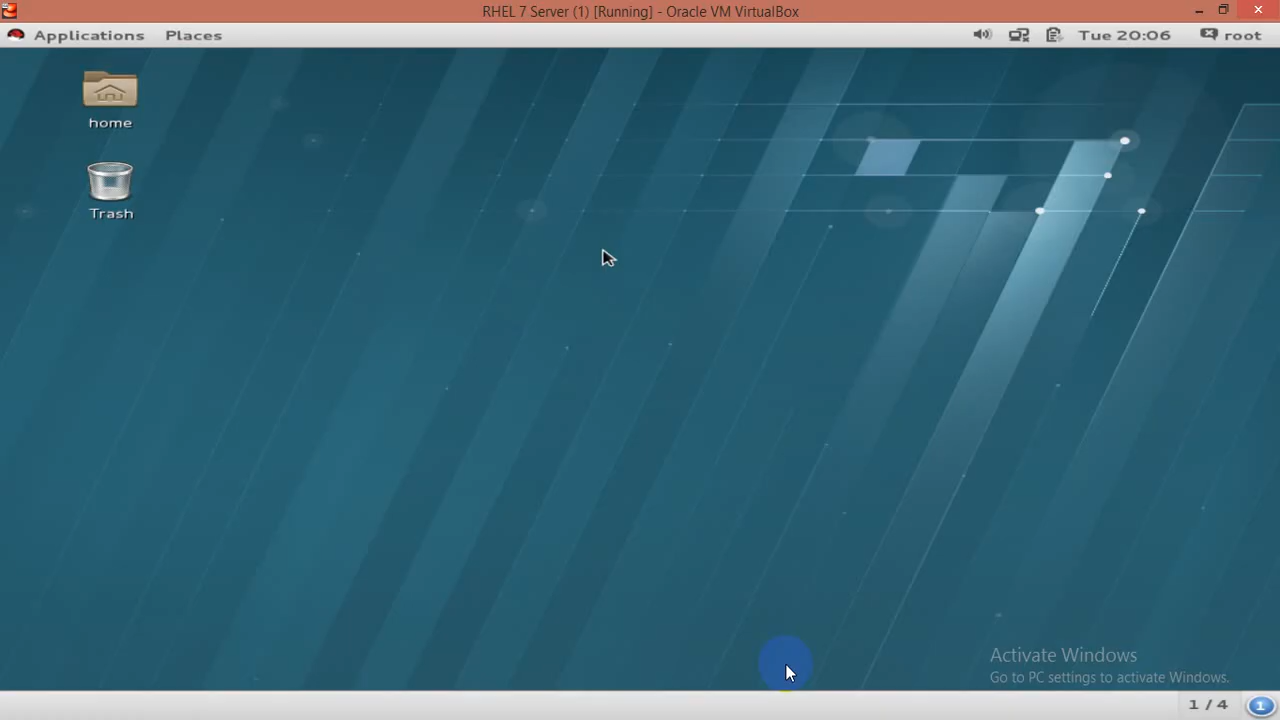 RHEL 7 Server (1) [Running] - Oracle VM VirtualBox
Applications Places Tue 20:06 root
home
Trash
Activate Windows
Go to PC settings to activate Windows.
1 / 4 1